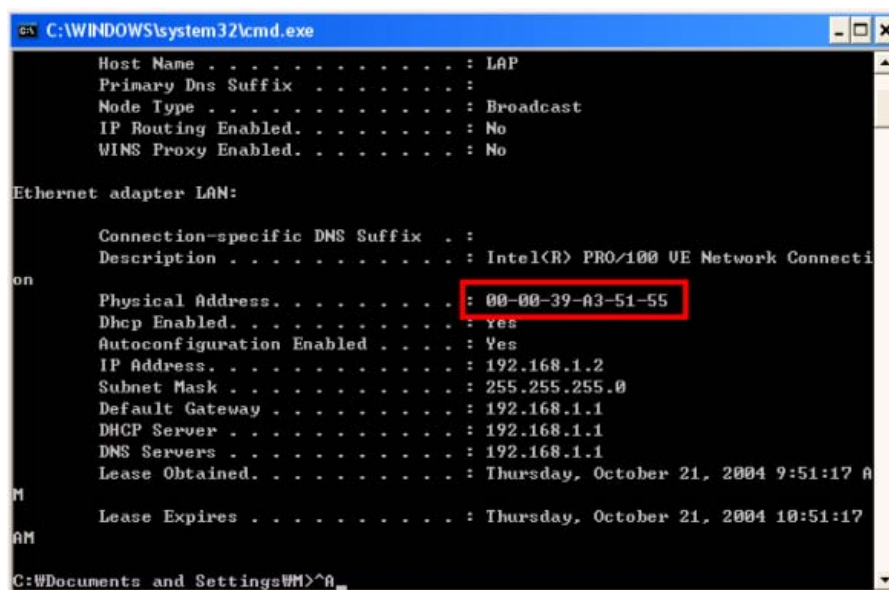 C:\WINDOWS\system32\cmd.exe
Host Name . . . . . . . . . . . . : LAP
Primary Dns Suffix  . . . . . . . :
Node Type . . . . . . . . . . . . : Broadcast
IP Routing Enabled. . . . . . . . : No
WINS Proxy Enabled. . . . . . . . : No
Ethernet adapter LAN:
Connection-specific DNS Suffix  . :
Description . . . . . . . . . . . : Intel(R) PRO/100 VE Network Connecti
on
Physical Address. . . . . . . . . : 00-00-39-A3-51-55
Dhcp Enabled. . . . . . . . . . . : Yes
Autoconfiguration Enabled . . . . : Yes
IP Address. . . . . . . . . . . . : 192.168.1.2
Subnet Mask . . . . . . . . . . . : 255.255.255.0
Default Gateway . . . . . . . . . : 192.168.1.1
DHCP Server . . . . . . . . . . . : 192.168.1.1
DNS Servers . . . . . . . . . . . : 192.168.1.1
Lease Obtained. . . . . . . . . . : Thursday, October 21, 2004 9:51:17 A
M
Lease Expires . . . . . . . . . . : Thursday, October 21, 2004 10:51:17
AM
C:₩Documents and Settings₩M>^A_